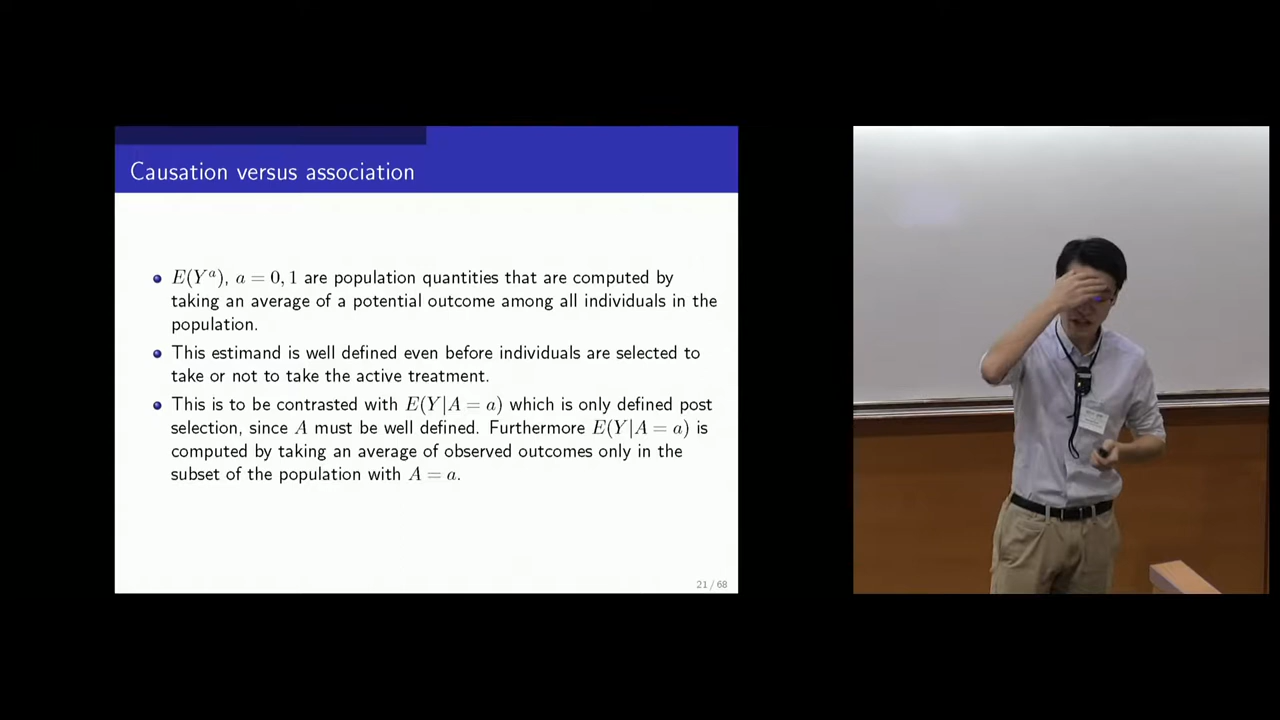 Causation versus association
E(Y^a), a = 0, 1 are population quantities that are computed by
taking an average of a potential outcome among all individuals in the
population.
This estimand is well defined even before individuals are selected to
take or not to take the active treatment.
This is to be contrasted with E(Y|A = a) which is only defined post
selection, since A must be well defined. Furthermore E(Y|A = a) is
computed by taking an average of observed outcomes only in the
subset of the population with A = a.
21 / 68